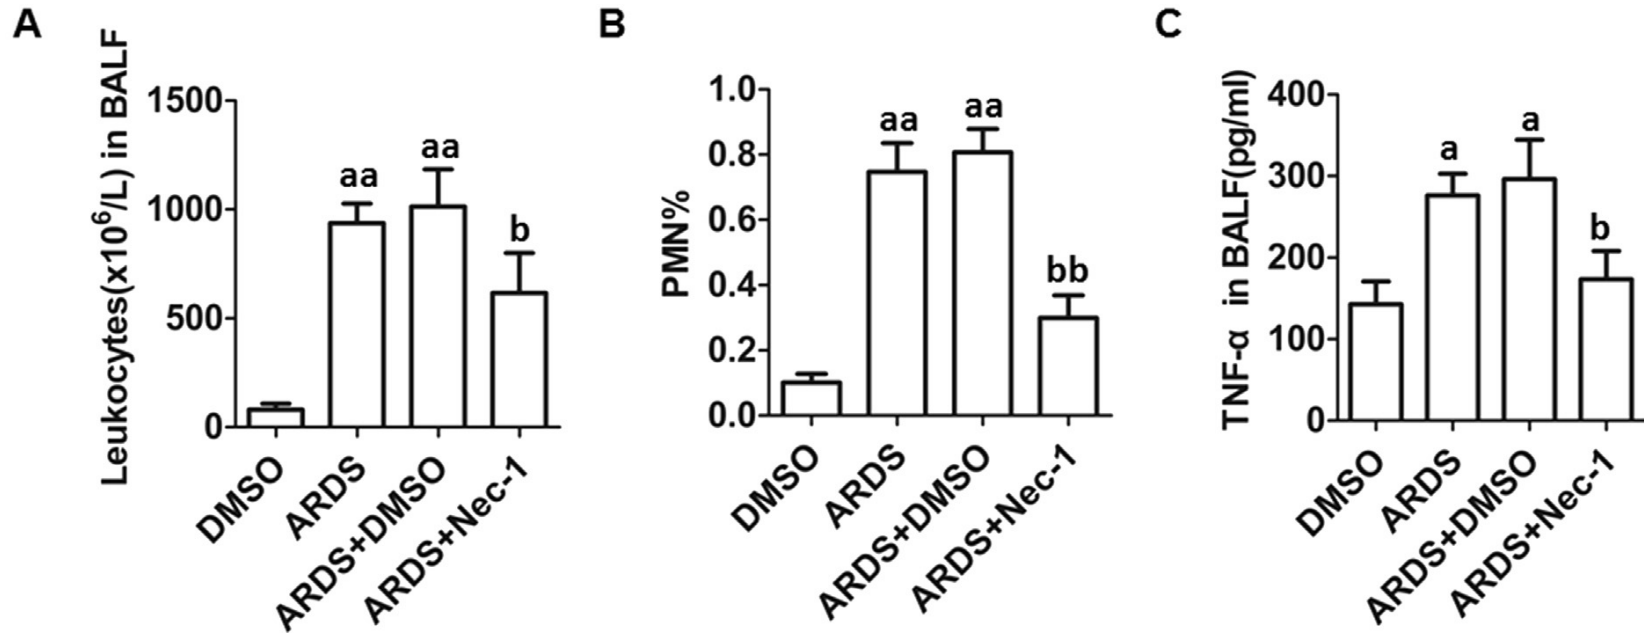 A
Leukocytes(x10⁶/L) in BALF
1500
1000
500
0
aa
aa
b
DMSO
ARDS
ARDS+DMSO
ARDS+Nec-1
B
PMN%
1.0
0.8
0.6
0.4
0.2
0.0
aa
aa
bb
DMSO
ARDS
ARDS+DMSO
ARDS+Nec-1
C
TNF-α in BALF(pg/ml)
400
300
200
100
0
a
a
b
DMSO
ARDS
ARDS+DMSO
ARDS+Nec-1